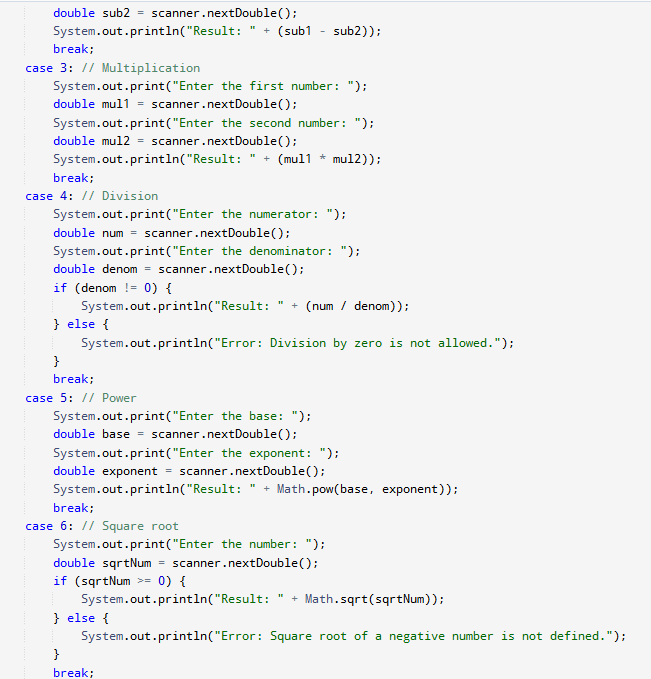 double sub2 = scanner.nextDouble();
System.out.println("Result: " + (sub1 - sub2));
break;
case 3: // Multiplication
System.out.print("Enter the first number: ");
double mul1 = scanner.nextDouble();
System.out.print("Enter the second number: ");
double mul2 = scanner.nextDouble();
System.out.println("Result: " + (mul1 * mul2));
break;
case 4: // Division
System.out.print("Enter the numerator: ");
double num = scanner.nextDouble();
System.out.print("Enter the denominator: ");
double denom = scanner.nextDouble();
if (denom != 0) {
System.out.println("Result: " + (num / denom));
} else {
System.out.println("Error: Division by zero is not allowed.");
}
break;
case 5: // Power
System.out.print("Enter the base: ");
double base = scanner.nextDouble();
System.out.print("Enter the exponent: ");
double exponent = scanner.nextDouble();
System.out.println("Result: " + Math.pow(base, exponent));
break;
case 6: // Square root
System.out.print("Enter the number: ");
double sqrtNum = scanner.nextDouble();
if (sqrtNum >= 0) {
System.out.println("Result: " + Math.sqrt(sqrtNum));
} else {
System.out.println("Error: Square root of a negative number is not defined.");
}
break;